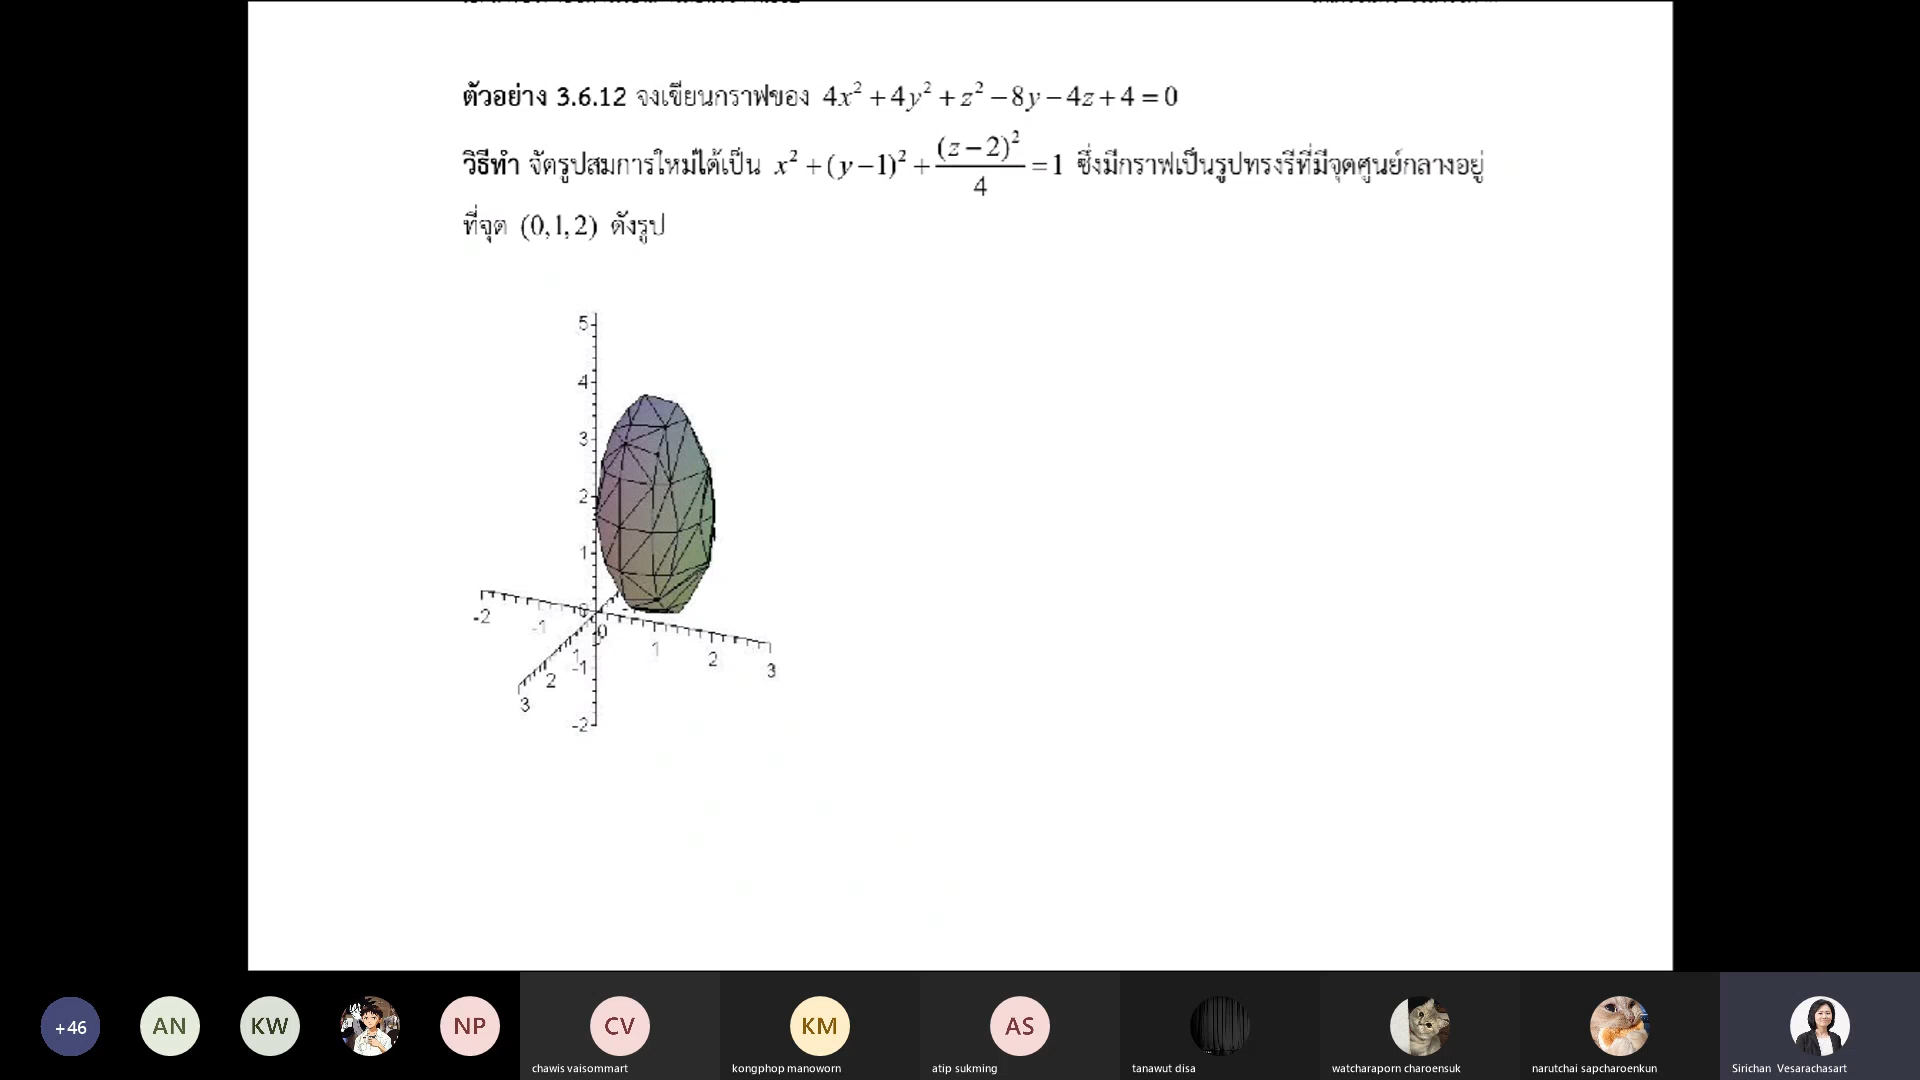 ตัวอย่าง 3.6.12 จงเขียนกราฟของ 4x² + 4y² + z² − 8y − 4z + 4 = 0
วิธีทำ จัดรูปสมการใหม่ได้เป็น x² + (y−1)² + (z−2)²/4 = 1 ซึ่งมีกราฟเป็นรูปทรงรีที่มีจุดศูนย์กลางอยู่
ที่จุด (0,1,2) ดังรูป
5
4
3
2
1
0
-2 -1 0 1 2 3
1 2 3
-1
-2
+46 AN KW NP CV KM AS
chawis vaisommart kongphop manoworn atip sukming tanawut disa watcharaporn charoensuk narutchai sapcharoenkun Sirichan Vesarachasart